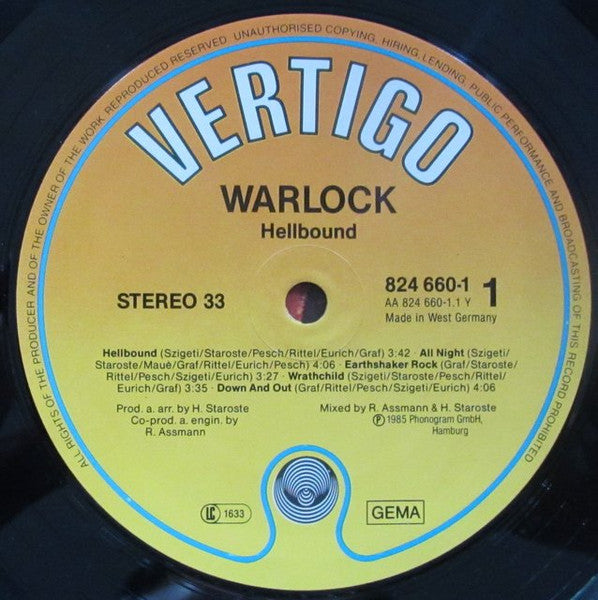 ALL RIGHTS OF THE PRODUCER AND OF THE OWNER OF THE WORK REPRODUCED RESERVED UNAUTHORISED COPYING, HIRING, LENDING, PUBLIC PERFORMANCE AND BROADCASTING OF THIS RECORD PROHIBITED
VERTIGO
WARLOCK
Hellbound
STEREO 33
824 660-1 1
AA 824 660-1.1 Y
Made in West Germany
Hellbound (Szigeti/Staroste/Pesch/Rittel/Eurich/Graf) 3:42 · All Night (Szigeti/
Staroste/Maué/Graf/Rittel/Eurich/Pesch) 4:06 · Earthshaker Rock (Graf/Staroste/
Rittel/Pesch/Szigeti/Eurich) 3:27 · Wrathchild (Szigeti/Staroste/Pesch/Rittel/Graf/
Eurich) 3:35 · Down And Out (Graf/Rittel/Pesch/Szigeti/Eurich) 4:06
Prod. a. arr. by H. Staroste
Co-prod. a. engin. by
R. Assmann
Mixed by R. Assmann & H. Staroste
Ⓟ 1985 Phonogram GmbH,
Hamburg
LC 1633
GEMA